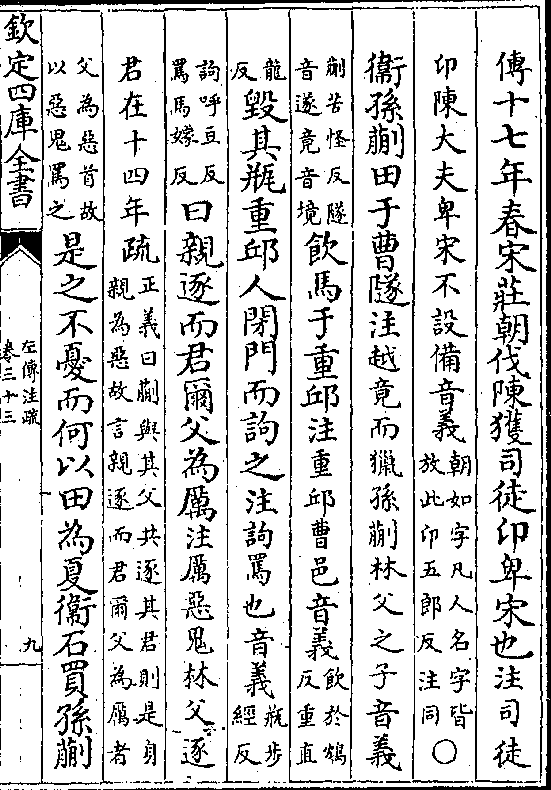 傳十七年春宋莊朝伐陳獲司徒卬卑宋也注司徒
卬陳大夫卑宋不設備音義朝如字凡人名字皆放此卬五郎反注同○
衞孫蒯田于曹隧注越竟而獵孫蒯林父之子音義
蒯苦怪反隧音遂竟音境飲馬于重邱注重邱曹邑音義飲於鴆反重直
龍反毀其瓶重邱人閉門而訽之注訽罵也音義瓶步經反
訽呼豆反罵馬嫁反曰親逐而君爾父為厲注厲惡鬼林父逐
君在十四年疏正義曰蒯與其父共逐其君則是身親為惡故言親逐而君爾父為厲者
父為惡首故以惡鬼罵之是之不憂而何以田為夏衞石買孫蒯
欽定四庫全書
左傳注疏
卷三十三
九